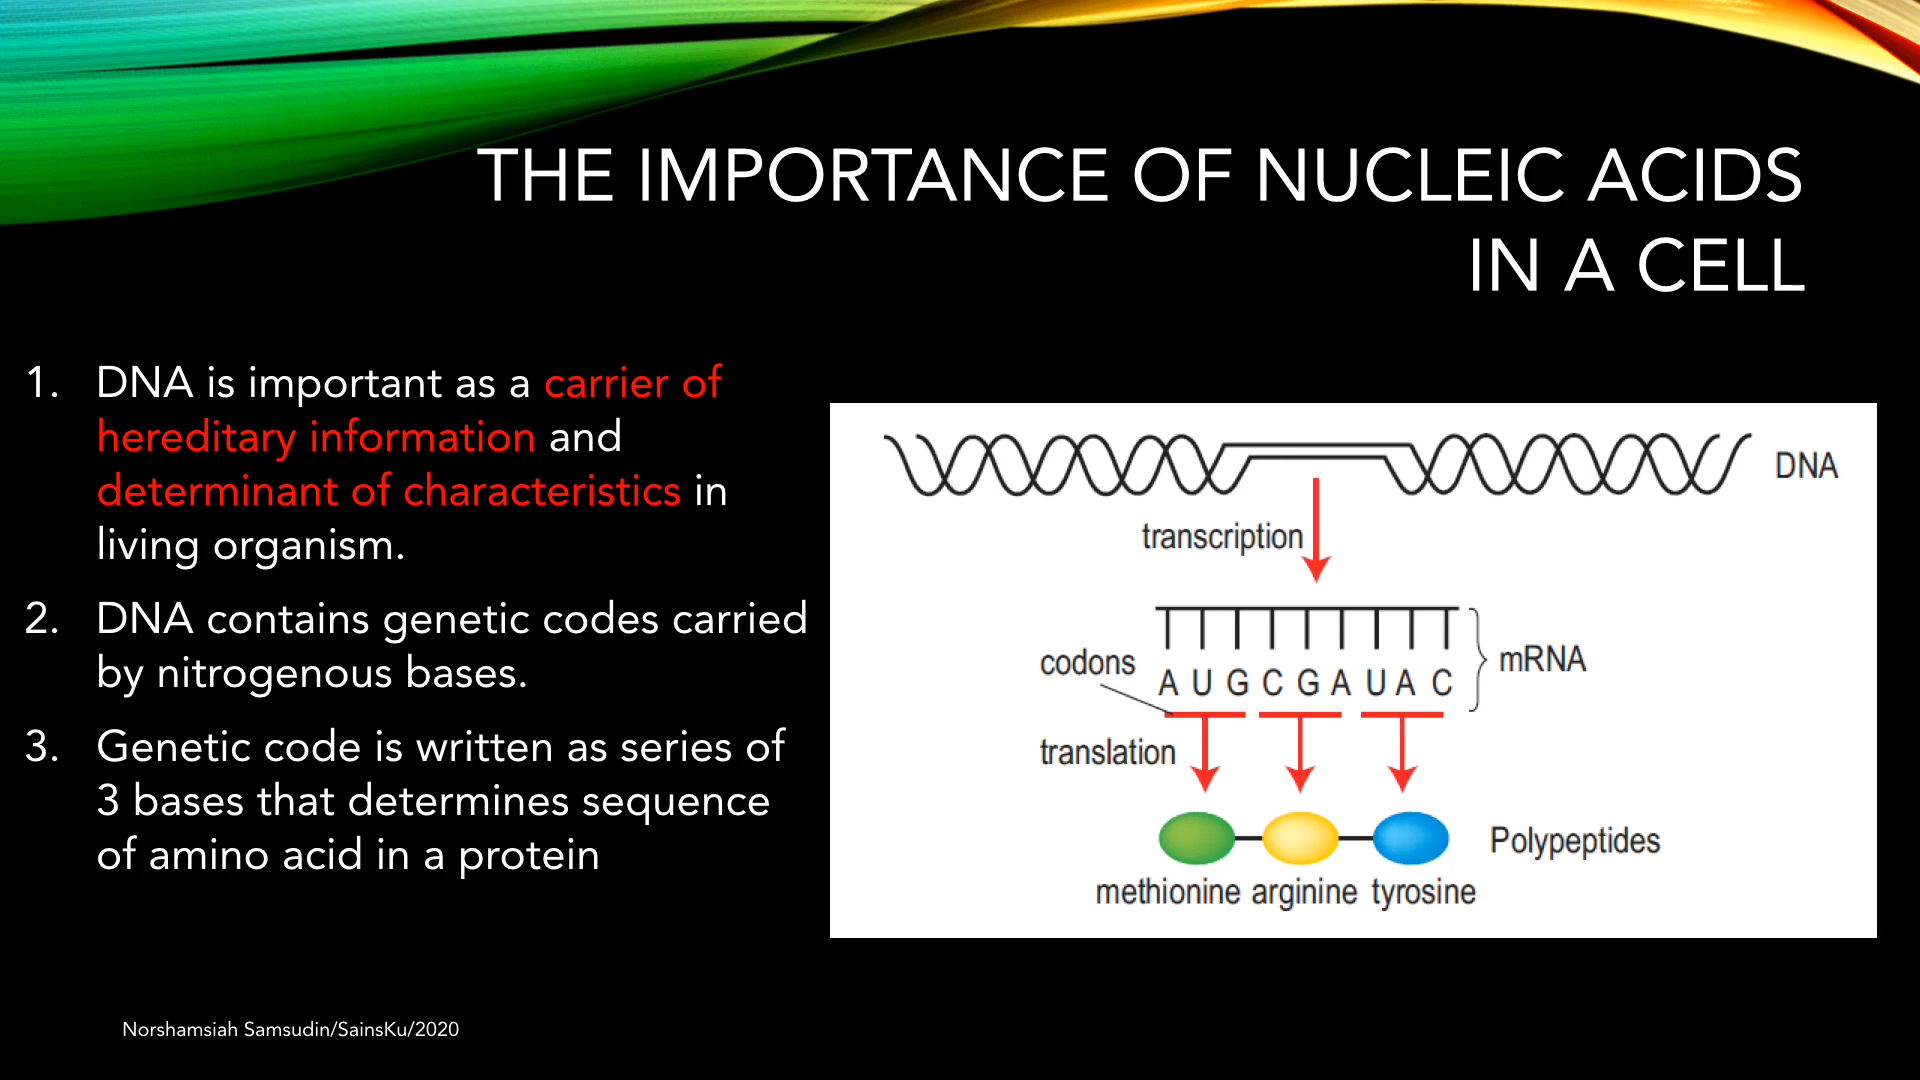 THE IMPORTANCE OF NUCLEIC ACIDS
IN A CELL
1. DNA is important as a carrier of
hereditary information and
determinant of characteristics in
living organism.
2. DNA contains genetic codes carried
by nitrogenous bases.
3. Genetic code is written as series of
3 bases that determines sequence
of amino acid in a protein
DNA
transcription
codons
A U G C G A U A C
mRNA
translation
Polypeptides
methionine arginine tyrosine
Norshamsiah Samsudin/SainsKu/2020